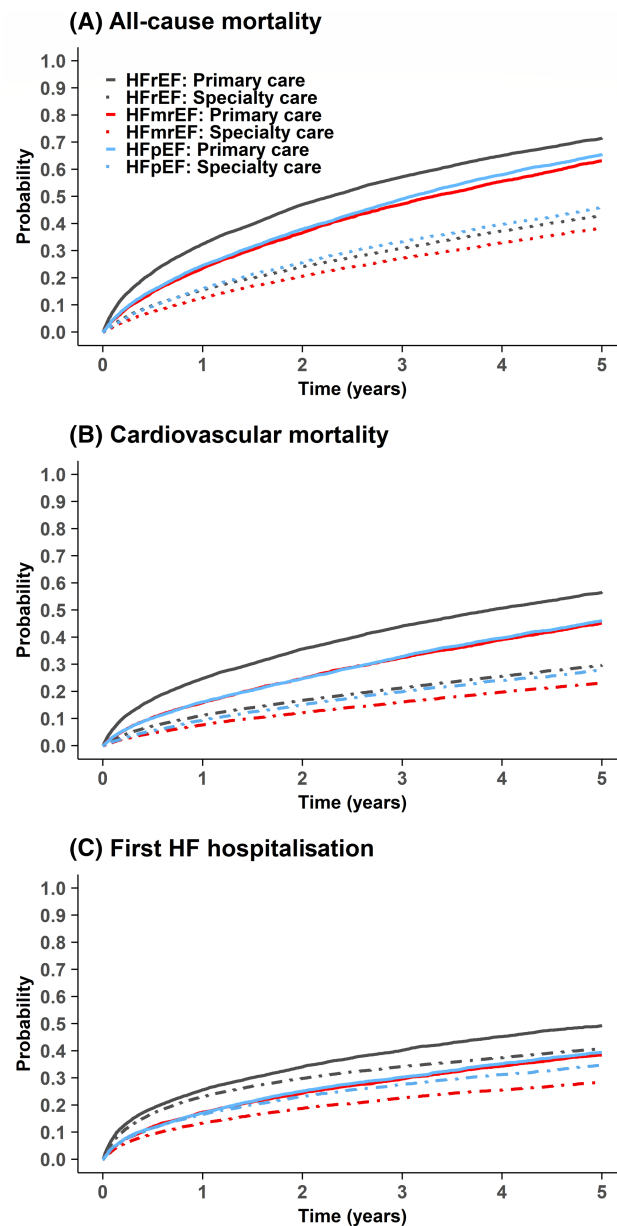 (A) All-cause mortality
1.0
0.9
0.8
0.7
0.6
0.5
0.4
0.3
0.2
0.1
0.0
Probability
HFrEF: Primary care
HFrEF: Specialty care
HFmrEF: Primary care
HFmrEF: Specialty care
HFpEF: Primary care
HFpEF: Specialty care
0 1 2 3 4 5
Time (years)
(B) Cardiovascular mortality
1.0
0.9
0.8
0.7
0.6
0.5
0.4
0.3
0.2
0.1
0.0
Probability
0 1 2 3 4 5
Time (years)
(C) First HF hospitalisation
1.0
0.9
0.8
0.7
0.6
0.5
0.4
0.3
0.2
0.1
0.0
Probability
0 1 2 3 4 5
Time (years)